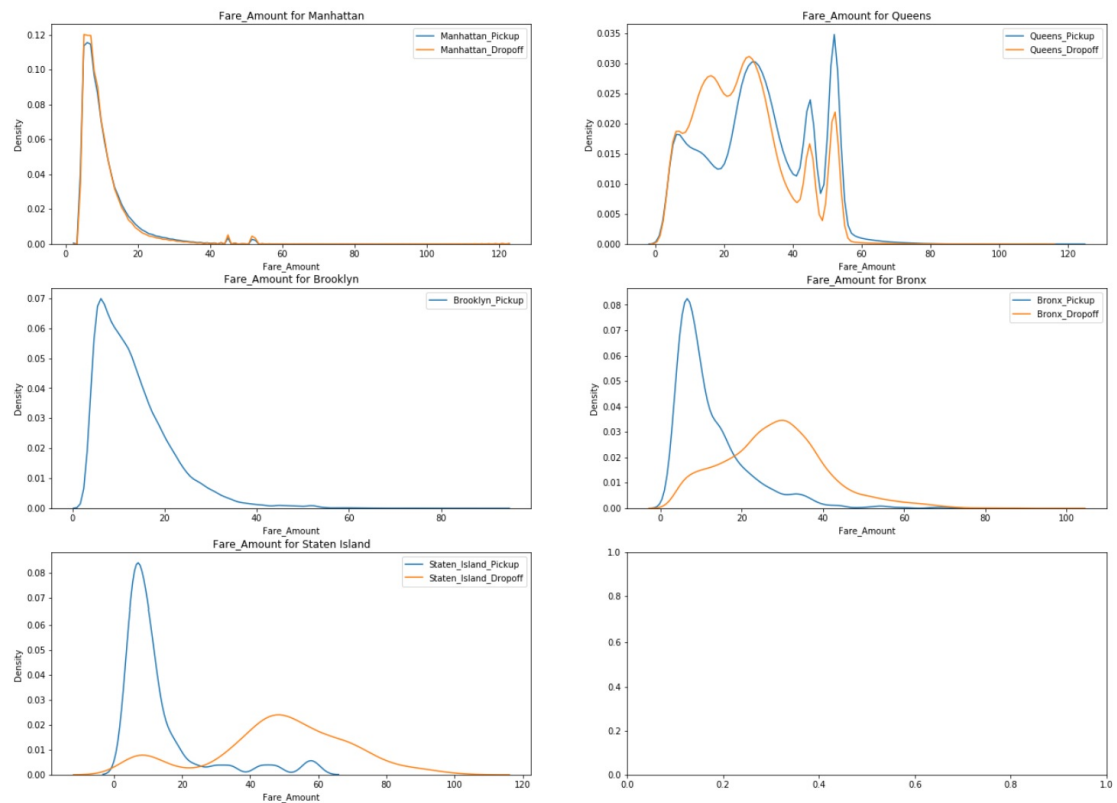 Fare_Amount for Manhattan
Manhattan_Pickup
Manhattan_Dropoff
Density
0.12
0.10
0.08
0.06
0.04
0.02
0.00
0 20 40 60 80 100 120
Fare_Amount
Fare_Amount for Queens
Queens_Pickup
Queens_Dropoff
Density
0.035
0.030
0.025
0.020
0.015
0.010
0.005
0.000
0 20 40 60 80 100 120
Fare_Amount
Fare_Amount for Brooklyn
Brooklyn_Pickup
Density
0.07
0.06
0.05
0.04
0.03
0.02
0.01
0.00
0 20 40 60 80
Fare_Amount
Fare_Amount for Bronx
Bronx_Pickup
Bronx_Dropoff
Density
0.08
0.07
0.06
0.05
0.04
0.03
0.02
0.01
0.00
0 20 40 60 80 100
Fare_Amount
Fare_Amount for Staten Island
Staten_Island_Pickup
Staten_Island_Dropoff
Density
0.08
0.07
0.06
0.05
0.04
0.03
0.02
0.01
0.00
0 20 40 60 80 100 120
Fare_Amount
1.0
0.8
0.6
0.4
0.2
0.0
0.0 0.2 0.4 0.6 0.8 1.0